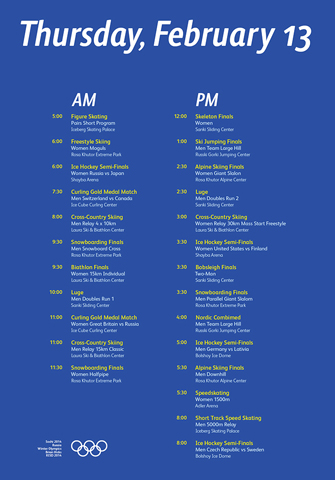 Thursday, February 13
AM
5:00 Figure Skating
Pairs Short Program
Iceberg Skating Palace
6:00 Freestyle Skiing
Women Moguls
Rosa Khutor Extreme Park
6:00 Ice Hockey Semi-Finals
Women Russia vs Japan
Shayba Arena
7:30 Curling Gold Medal Match
Men Switzerland vs Canada
Ice Cube Curling Center
8:00 Cross-Country Skiing
Women Relay 4 x 10km
Laura Ski & Biathlon Center
9:30 Snowboarding Finals
Men Snowboard Cross
Rosa Khutor Extreme Park
9:30 Biathlon Finals
Women 15km Individual
Laura Ski & Biathlon Center
10:00 Luge
Men Doubles Run 1
Sanki Sliding Center
11:00 Curling Gold Medal Match
Women Great Britain vs Russia
Ice Cube Curling Center
11:00 Cross-Country Skiing
Men Relay 15km Classic
Laura Ski & Biathlon Center
11:30 Snowboarding Finals
Women Halfpipe
Rosa Khutor Extreme Park
PM
12:00 Skeleton Finals
Women
Sanki Sliding Center
1:00 Ski Jumping Finals
Men Team Large Hill
Russki Gorki Jumping Center
2:30 Alpine Skiing Finals
Women Giant Slalon
Rosa Khutor Alpine Center
2:30 Luge
Men Doubles Run 2
Sanki Sliding Center
3:00 Cross-Country Skiing
Women Relay 30km Mass Start Freestyle
Laura Ski & Biathlon Center
3:30 Ice Hockey Semi-Finals
Women United States vs Finland
Shayba Arena
3:30 Bobsleigh Finals
Two-Man
Sanki Sliding Center
3:30 Snowboarding Finals
Men Parallel Giant Slalom
Rosa Khutor Extreme Park
4:00 Nordic Combined
Men Team Large Hill
Russki Gorki Jumping Center
5:00 Ice Hockey Semi-Finals
Men Germany vs Lativia
Bolshoy Ice Dome
5:30 Alpine Skiing Finals
Men Downhill
Rosa Khutor Alpine Center
5:30 Speedskating
Women 1500m
Adler Arena
8:00 Short Track Speed Skating
Men 5000m Relay
Iceberg Skating Palace
8:00 Ice Hockey Semi-Finals
Men Czech Republic vs Sweden
Bolshoy Ice Dome
Sochi 2014
Russia
Winter Olympics